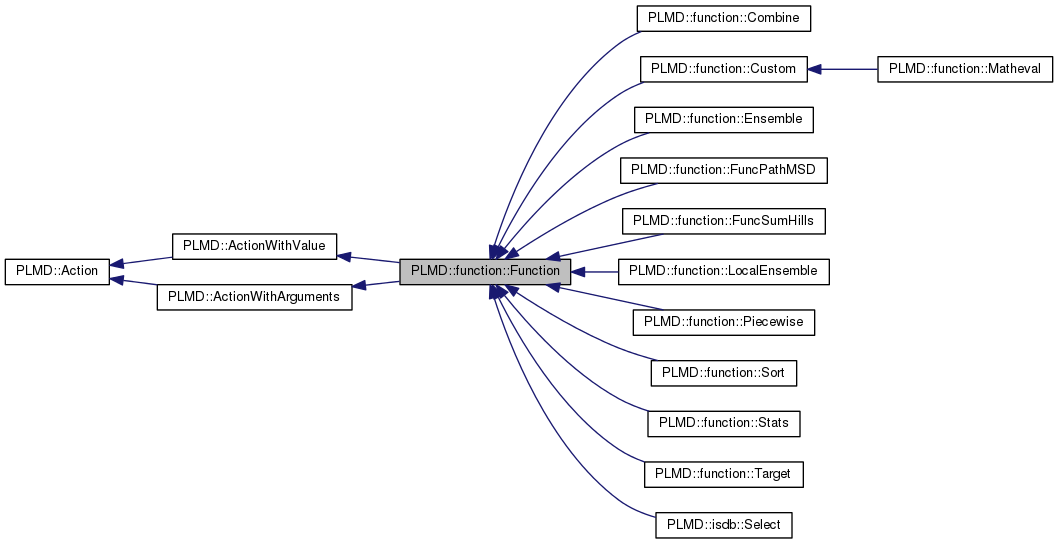 PLMD::function::Combine
PLMD::function::Custom
PLMD::function::Matheval
PLMD::function::Ensemble
PLMD::function::FuncPathMSD
PLMD::function::FuncSumHills
PLMD::ActionWithValue
PLMD::Action
PLMD::function::Function
PLMD::function::LocalEnsemble
PLMD::ActionWithArguments
PLMD::function::Piecewise
PLMD::function::Sort
PLMD::function::Stats
PLMD::function::Target
PLMD::isdb::Select